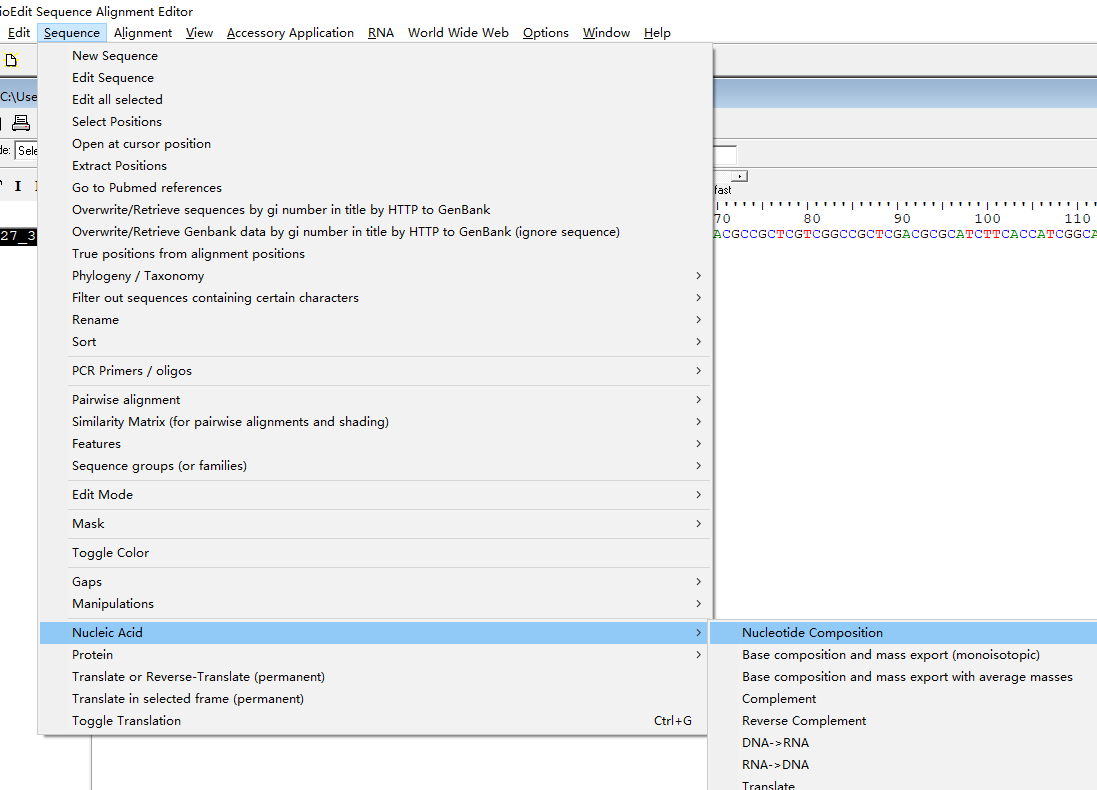 ioEdit Sequence Alignment Editor
Edit Sequence Alignment View Accessory Application RNA World Wide Web Options Window Help
New Sequence
C:\Use
Edit Sequence
Edit all selected
Select Positions
Open at cursor position
de: Sele
Extract Positions
Go to Pubmed references
fast
Overwrite/Retrieve sequences by gi number in title by HTTP to GenBank
70 80 90 100 110
Overwrite/Retrieve Genbank data by gi number in title by HTTP to GenBank (ignore sequence)
27_3
ACGCCGCTCGTCGGCCGCTCGACGCGCATCTTCACCATCGGCA
True positions from alignment positions
Phylogeny / Taxonomy
Filter out sequences containing certain characters
Rename
Sort
PCR Primers / oligos
Pairwise alignment
Similarity Matrix (for pairwise alignments and shading)
Features
Sequence groups (or families)
Edit Mode
Mask
Toggle Color
Gaps
Manipulations
Nucleic Acid
Protein
Translate or Reverse-Translate (permanent)
Translate in selected frame (permanent)
Toggle Translation Ctrl+G
Nucleotide Composition
Base composition and mass export (monoisotopic)
Base composition and mass export with average masses
Complement
Reverse Complement
DNA->RNA
RNA->DNA
Translate